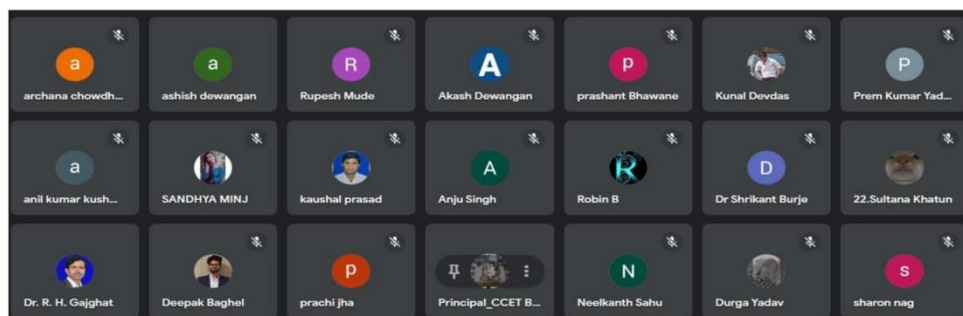 a a R A p P
archana chowdh... ashish dewangan Rupesh Mude Akash Dewangan prashant Bhawane Kunal Devdas Prem Kumar Yad...
a A R D
anil kumar kush... SANDHYA MINJ kaushal prasad Anju Singh Robin B Dr Shrikant Burje 22.Sultana Khatun
p N s
Dr. R. H. Gajghat Deepak Baghel prachi jha Principal_CCET B... Neelkanth Sahu Durga Yadav sharon nag